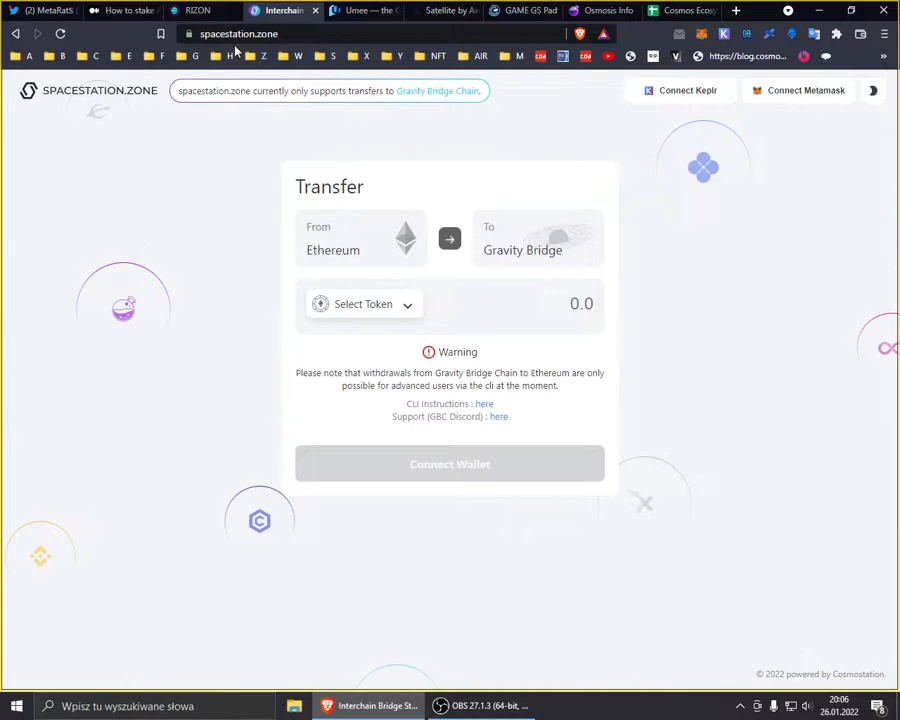 (MetaRatS
How to stake
RIZON
Interchain
Umee — the C
Satellite by Ax
GAME GS Pad
Osmosis Info
Cosmos Ecosy
spacestation.zone
A
B
C
E
F
G
H
Z
W
S
X
Y
NFT
AIR
M
cda
cda
https://blog.cosmo...
SPACESTATION.ZONE
spacestation.zone currently only supports transfers to Gravity Bridge Chain.
Connect Keplr
Connect Metamask
Transfer
From
Ethereum
To
Gravity Bridge
Select Token
0.0
Warning
Please note that withdrawals from Gravity Bridge Chain to Ethereum are only
possible for advanced users via the cli at the moment.
CLI Instructions : here
Support (GBC Discord) : here
Connect Wallet
© 2022 powered by Cosmostation.
Wpisz tu wyszukiwane słowa
Interchain Bridge St...
OBS 27.1.3 (64-bit, ...
20:06
26.01.2022
8